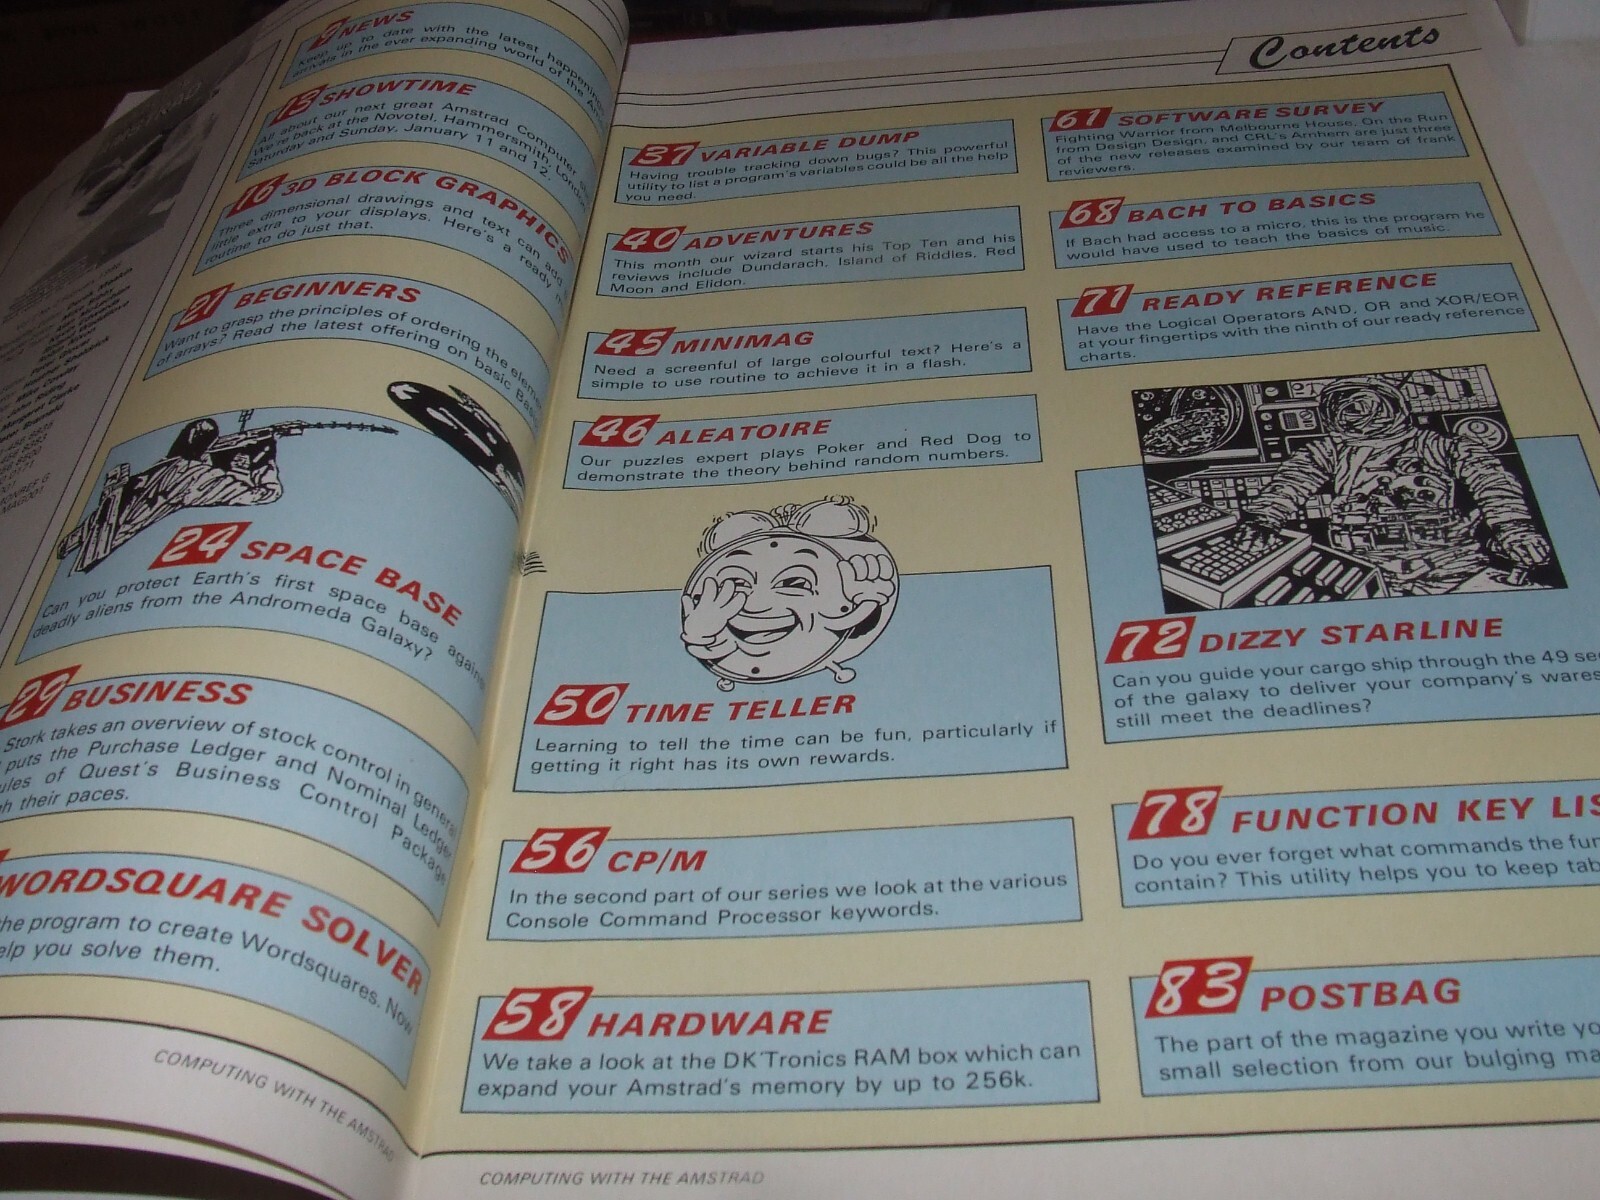 9 NEWS
Keep up to date with the latest happenings
arrivals in the ever expanding world of the
13 SHOWTIME
All about our next great Amstrad Computer
We're back at the Novotel, Hammersmith, London
Saturday and Sunday, January 11 and 12.
16 3D BLOCK GRAPHICS
Three dimensional drawings and text can add
little extra to your displays. Here's a ready
routine to do just that.
21 BEGINNERS
Want to grasp the principles of ordering the
of arrays? Read the latest offering on basic
24 SPACE BASE
Can you protect Earth's first space base
deadly aliens from the Andromeda Galaxy?
29 BUSINESS
Stork takes an overview of stock control in
puts the Purchase Ledger and Nominal Ledger
of Quest's Business Control Package
their paces.
WORDSQUARE SOLVER
the program to create Wordsquares. Now
you solve them.
COMPUTING WITH THE AMSTRAD
Contents
37 VARIABLE DUMP
Having trouble tracking down bugs? This powerful
utility to list a program's variables could be all the help
you need.
40 ADVENTURES
This month our wizard starts his Top Ten and his
reviews include Dundarach, Island of Riddles, Red
Moon and Elidon.
45 MINIMAG
Need a screenful of large colourful text? Here's a
simple to use routine to achieve it in a flash.
46 ALEATOIRE
Our puzzles expert plays Poker and Red Dog to
demonstrate the theory behind random numbers.
50 TIME TELLER
Learning to tell the time can be fun, particularly if
getting it right has its own rewards.
56 CP/M
In the second part of our series we look at the various
Console Command Processor keywords.
58 HARDWARE
We take a look at the DK'Tronics RAM box which can
expand your Amstrad's memory by up to 256k.
61 SOFTWARE SURVEY
Fighting Warrior from Melbourne House, On the Run
from Design Design, and CRL's Arnhem are just three
of the new releases examined by our team of frank
reviewers.
68 BACH TO BASICS
If Bach had access to a micro, this is the program he
would have used to teach the basics of music.
71 READY REFERENCE
Have the Logical Operators AND, OR and XOR/EOR
at your fingertips with the ninth of our ready reference
charts.
72 DIZZY STARLINE
Can you guide your cargo ship through the 49
of the galaxy to deliver your company's wares
still meet the deadlines?
78 FUNCTION KEY
Do you ever forget what commands the
contain? This utility helps you to keep
83 POSTBAG
The part of the magazine you write
small selection from our bulging
COMPUTING WITH THE AMSTRAD